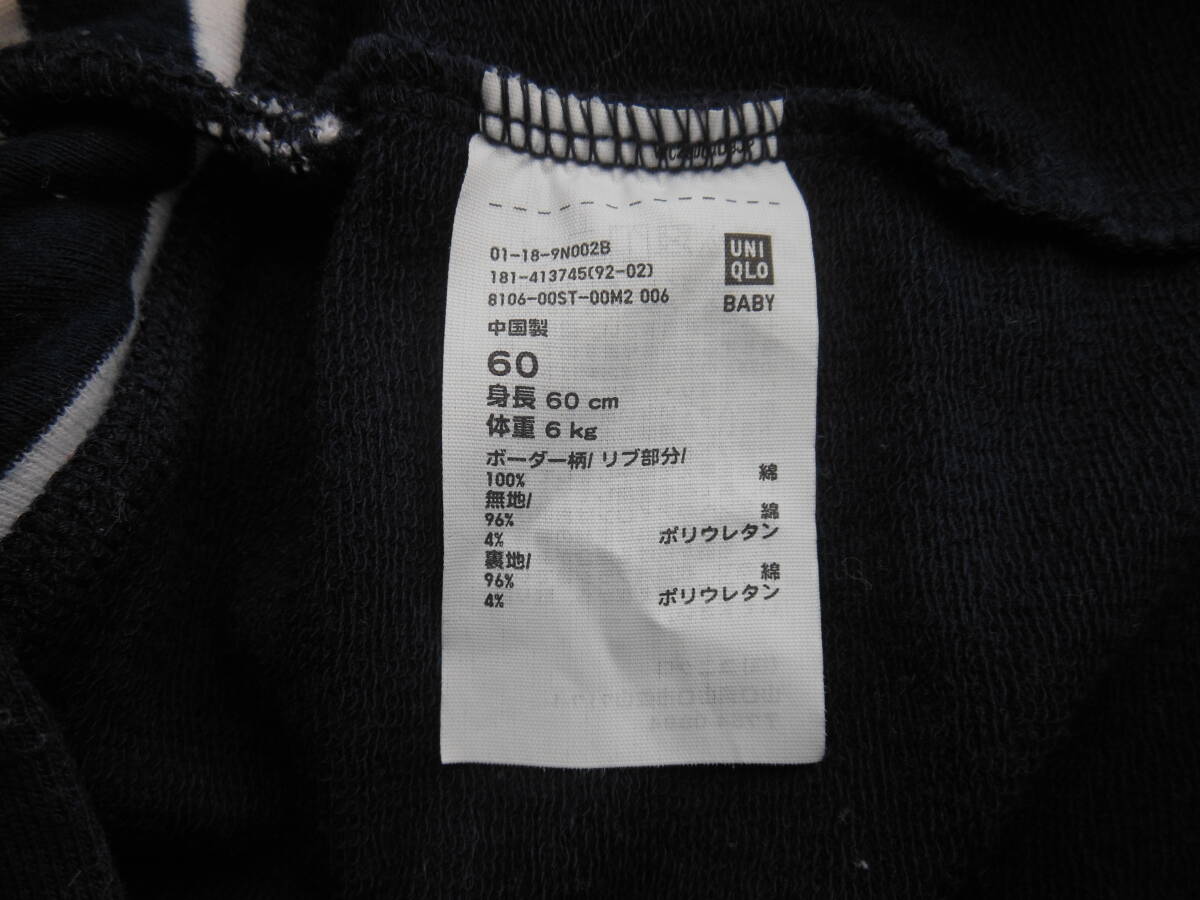 01-18-9N002B
181-413745(92-02)
8106-00ST-00M2 006
UNI
QLO
BABY
中国製
60
身長 60 cm
体重 6 kg
ボーダー柄/ リブ部分/
100% 綿
無地/
96% 綿
4% ポリウレタン
裏地/
96% 綿
4% ポリウレタン